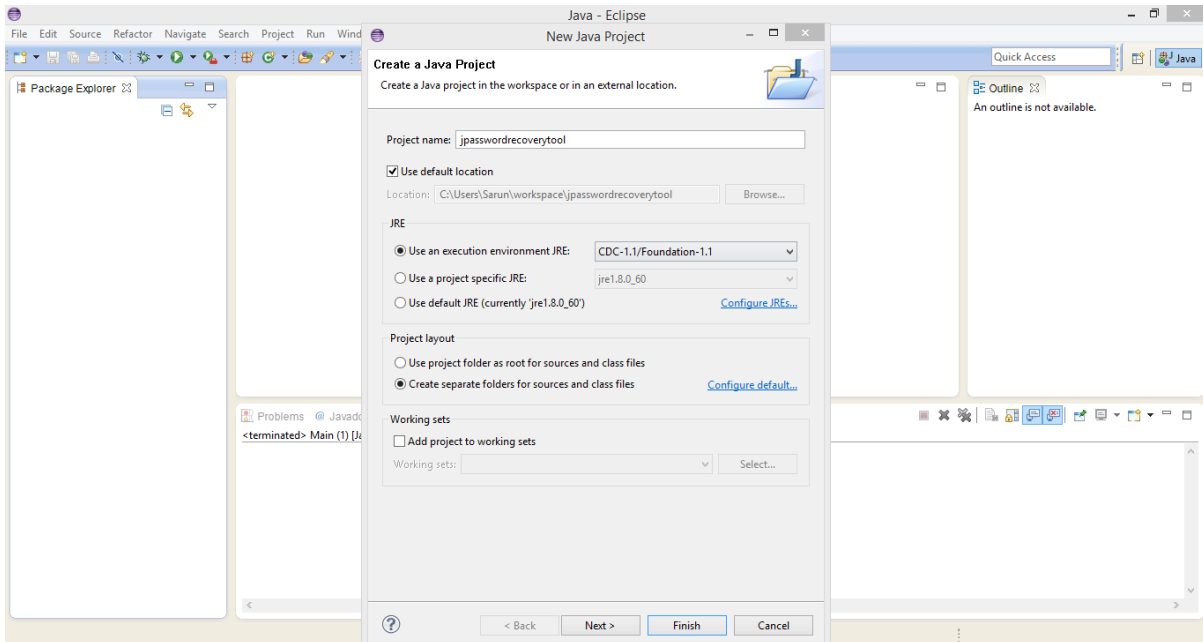 Java - Eclipse
File Edit Source Refactor Navigate Search Project Run Wind
New Java Project
Quick Access
Java
Package Explorer
Create a Java Project
Create a Java project in the workspace or in an external location.
Outline
An outline is not available.
Project name: jpasswordrecoverytool
Use default location
Location: C:\Users\Sarun\workspace\jpasswordrecoverytool Browse...
JRE
Use an execution environment JRE: CDC-1.1/Foundation-1.1
Use a project specific JRE: jre1.8.0_60
Use default JRE (currently 'jre1.8.0_60') Configure JREs...
Project layout
Use project folder as root for sources and class files
Create separate folders for sources and class files Configure default...
Problems @ Javado
<terminated> Main (1) [Ja
Working sets
Add project to working sets
Working sets: Select...
? < Back Next > Finish Cancel